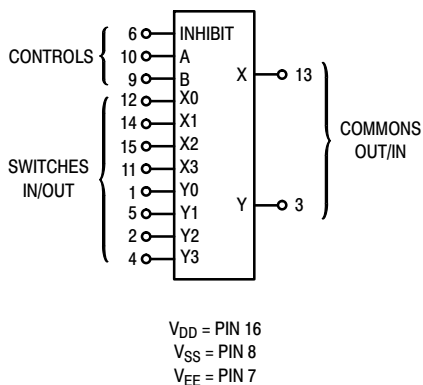 CONTROLS
6 INHIBIT
10 A
9 B
SWITCHES
IN/OUT
12 X0
14 X1
15 X2
11 X3
1 Y0
5 Y1
2 Y2
4 Y3
X 13
Y 3
COMMONS
OUT/IN
VDD = PIN 16
VSS = PIN 8
VEE = PIN 7